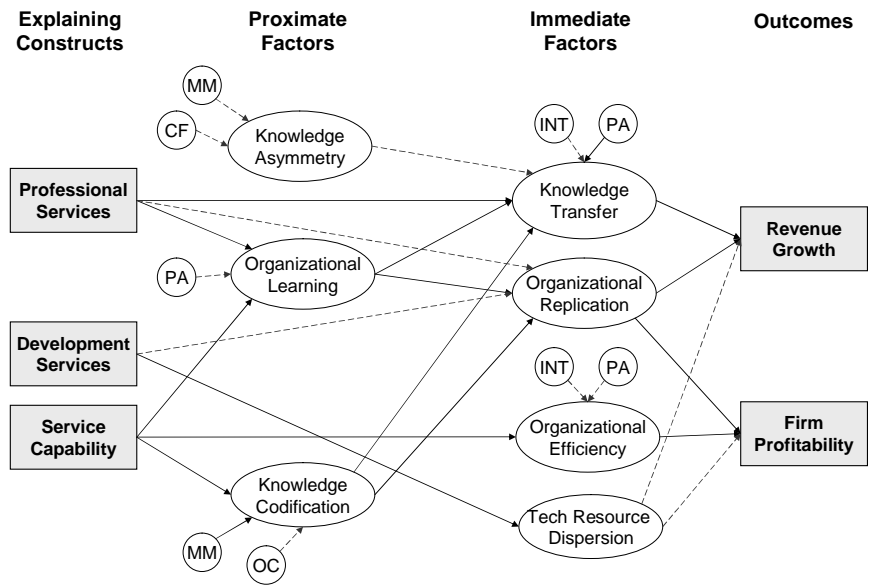 Explaining
Constructs
Proximate
Factors
Immediate
Factors
Outcomes
MM
CF
Knowledge
Asymmetry
INT
PA
Professional
Services
Knowledge
Transfer
Revenue
Growth
PA
Organizational
Learning
Organizational
Replication
Development
Services
INT
PA
Service
Capability
Organizational
Efficiency
Firm
Profitability
Knowledge
Codification
Tech Resource
Dispersion
MM
OC